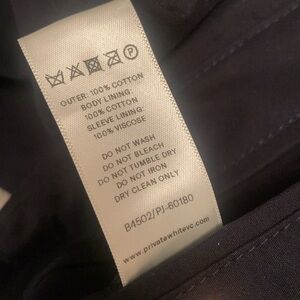 P
OUTER: 100% COTTON
BODY LINING:
100% COTTON
SLEEVE LINING:
100% VISCOSE
DO NOT WASH
DO NOT BLEACH
DO NOT TUMBLE DRY
DO NOT IRON
DRY CLEAN ONLY
B4502/PJ-60180
www.privatewhitevc.com